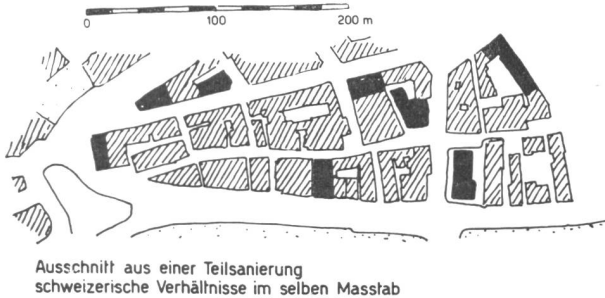 0 100 200 m
Ausschnitt aus einer Teilsanierung
schweizerische Verhältnisse im selben Masstab